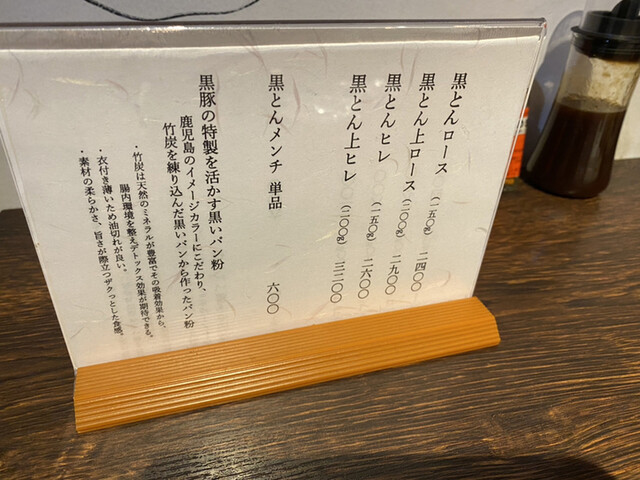 黒とんロース (一五〇g) 二四〇〇
黒とん上ロース (二〇〇g) 二九〇〇
黒とんヒレ (一五〇g) 二六〇〇
黒とん上ヒレ (二〇〇g) 三二〇〇
黒とんメンチ 単品 六〇〇
黒豚の特製を活かす黒いパン粉
鹿児島のイメージカラーにこだわり、
竹炭を練り込んだ黒いパンから作ったパン粉
・竹炭は天然のミネラルが豊富でその吸着効果から、
腸内環境を整えデトックス効果が期待できる。
・衣付き薄いため油切れが良い。
・素材の柔らかさ、旨さが際立つザクっとした食感。